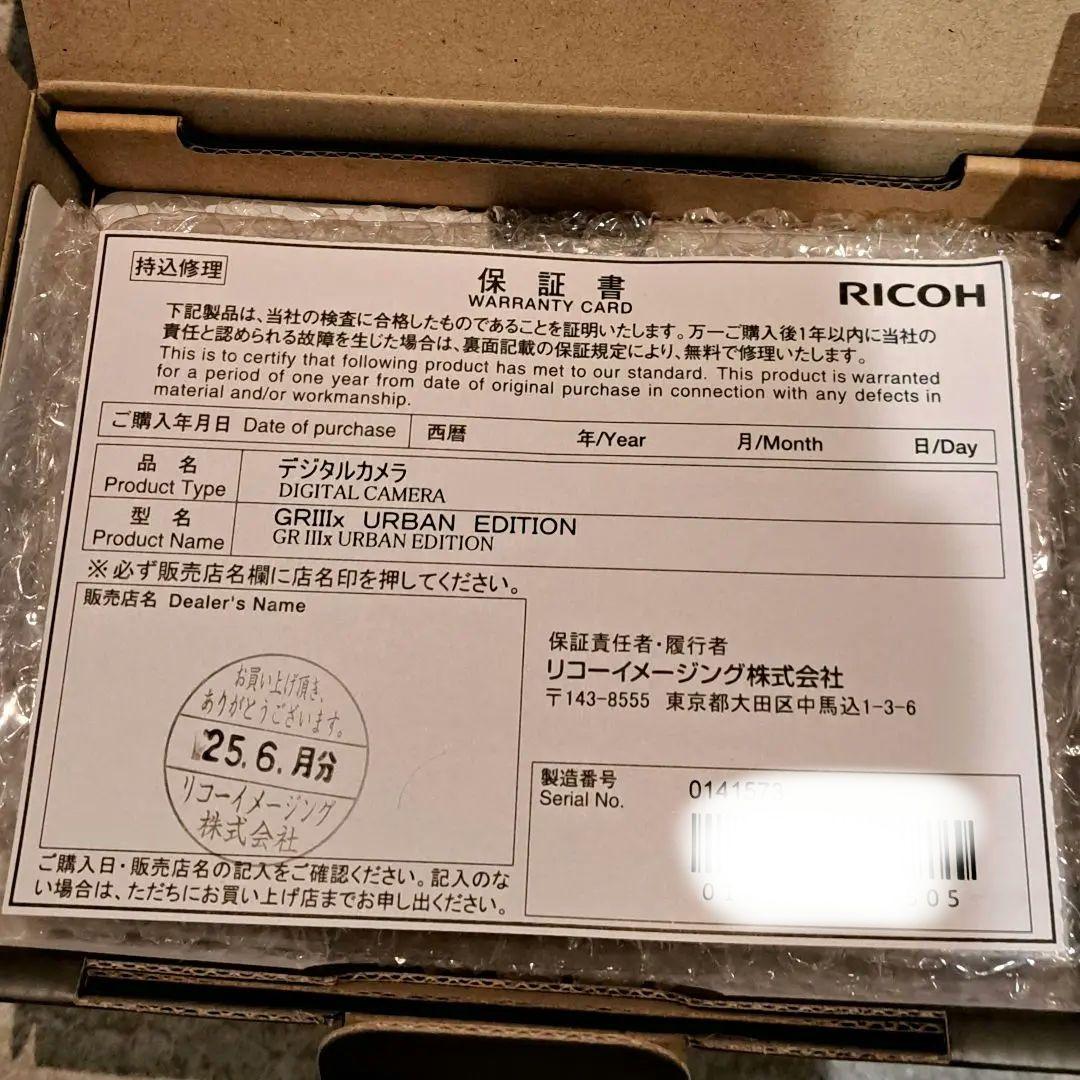 持込修理
保証書
WARRANTY CARD
RICOH
下記製品は、当社の検査に合格したものであることを証明いたします。万一ご購入後1年以内に当社の
責任と認められる故障を生じた場合は、裏面記載の保証規定により、無料で修理いたします。
This is to certify that following product has met to our standard. This product is warranted
for a period of one year from date of original purchase in connection with any defects in
material and/or workmanship.
ご購入年月日 Date of purchase 西暦 年/Year 月/Month 日/Day
品名 デジタルカメラ
Product Type DIGITAL CAMERA
型名 GRIIIx URBAN EDITION
Product Name GR IIIx URBAN EDITION
※必ず販売店名欄に店名印を押してください。
販売店名 Dealer's Name
お買い上げ頂き、
ありがとうございます。
25.6.月分
リコーイメージング
株式会社
ご購入日・販売店名の記入をご確認ください。記入のな
い場合は、ただちにお買い上げ店までお申し出ください。
保証責任者・履行者
リコーイメージング株式会社
〒143-8555 東京都大田区中馬込1-3-6
製造番号
Serial No.